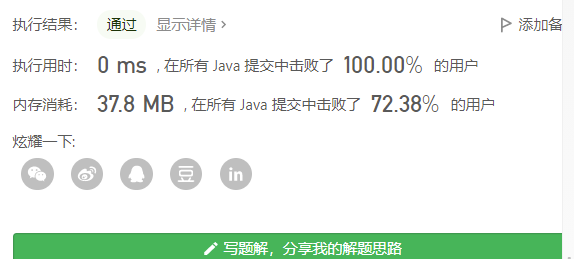 执行结果： 通过 显示详情 > 添加备
执行用时： 0 ms , 在所有 Java 提交中击败了 100.00% 的用户
内存消耗： 37.8 MB , 在所有 Java 提交中击败了 72.38% 的用户
炫耀一下:
豆 in
写题解，分享我的解题思路